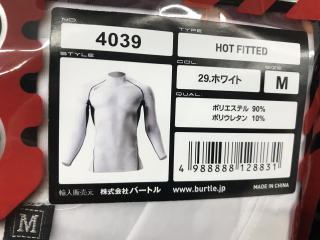 NO.
4039
TYPE
HOT FITTED
STYLE
COL
29.ホワイト
SIZE
M
QUAL
ポリエステル 90%
ポリウレタン 10%
4 988888 128831
輸入販売元 株式会社バートル
www.burtle.jp
MADE IN CHINA
M